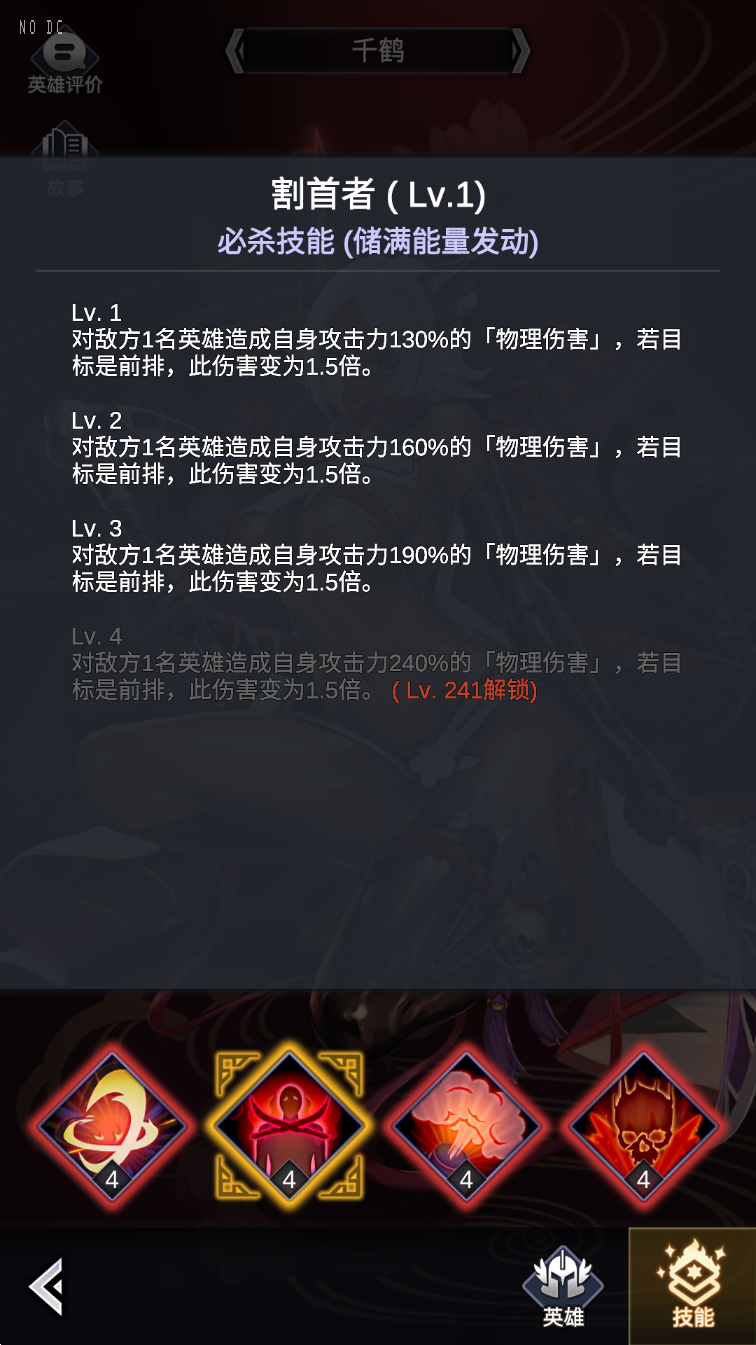 NO DC
千鹤
英雄评价
故事
割首者 ( Lv.1)
必杀技能 (储满能量发动)
Lv. 1
对敌方1名英雄造成自身攻击力130%的「物理伤害」，若目
标是前排，此伤害变为1.5倍。
Lv. 2
对敌方1名英雄造成自身攻击力160%的「物理伤害」，若目
标是前排，此伤害变为1.5倍。
Lv. 3
对敌方1名英雄造成自身攻击力190%的「物理伤害」，若目
标是前排，此伤害变为1.5倍。
Lv. 4
对敌方1名英雄造成自身攻击力240%的「物理伤害」，若目
标是前排，此伤害变为1.5倍。 ( Lv. 241解锁)
4 4 4 4
英雄 技能